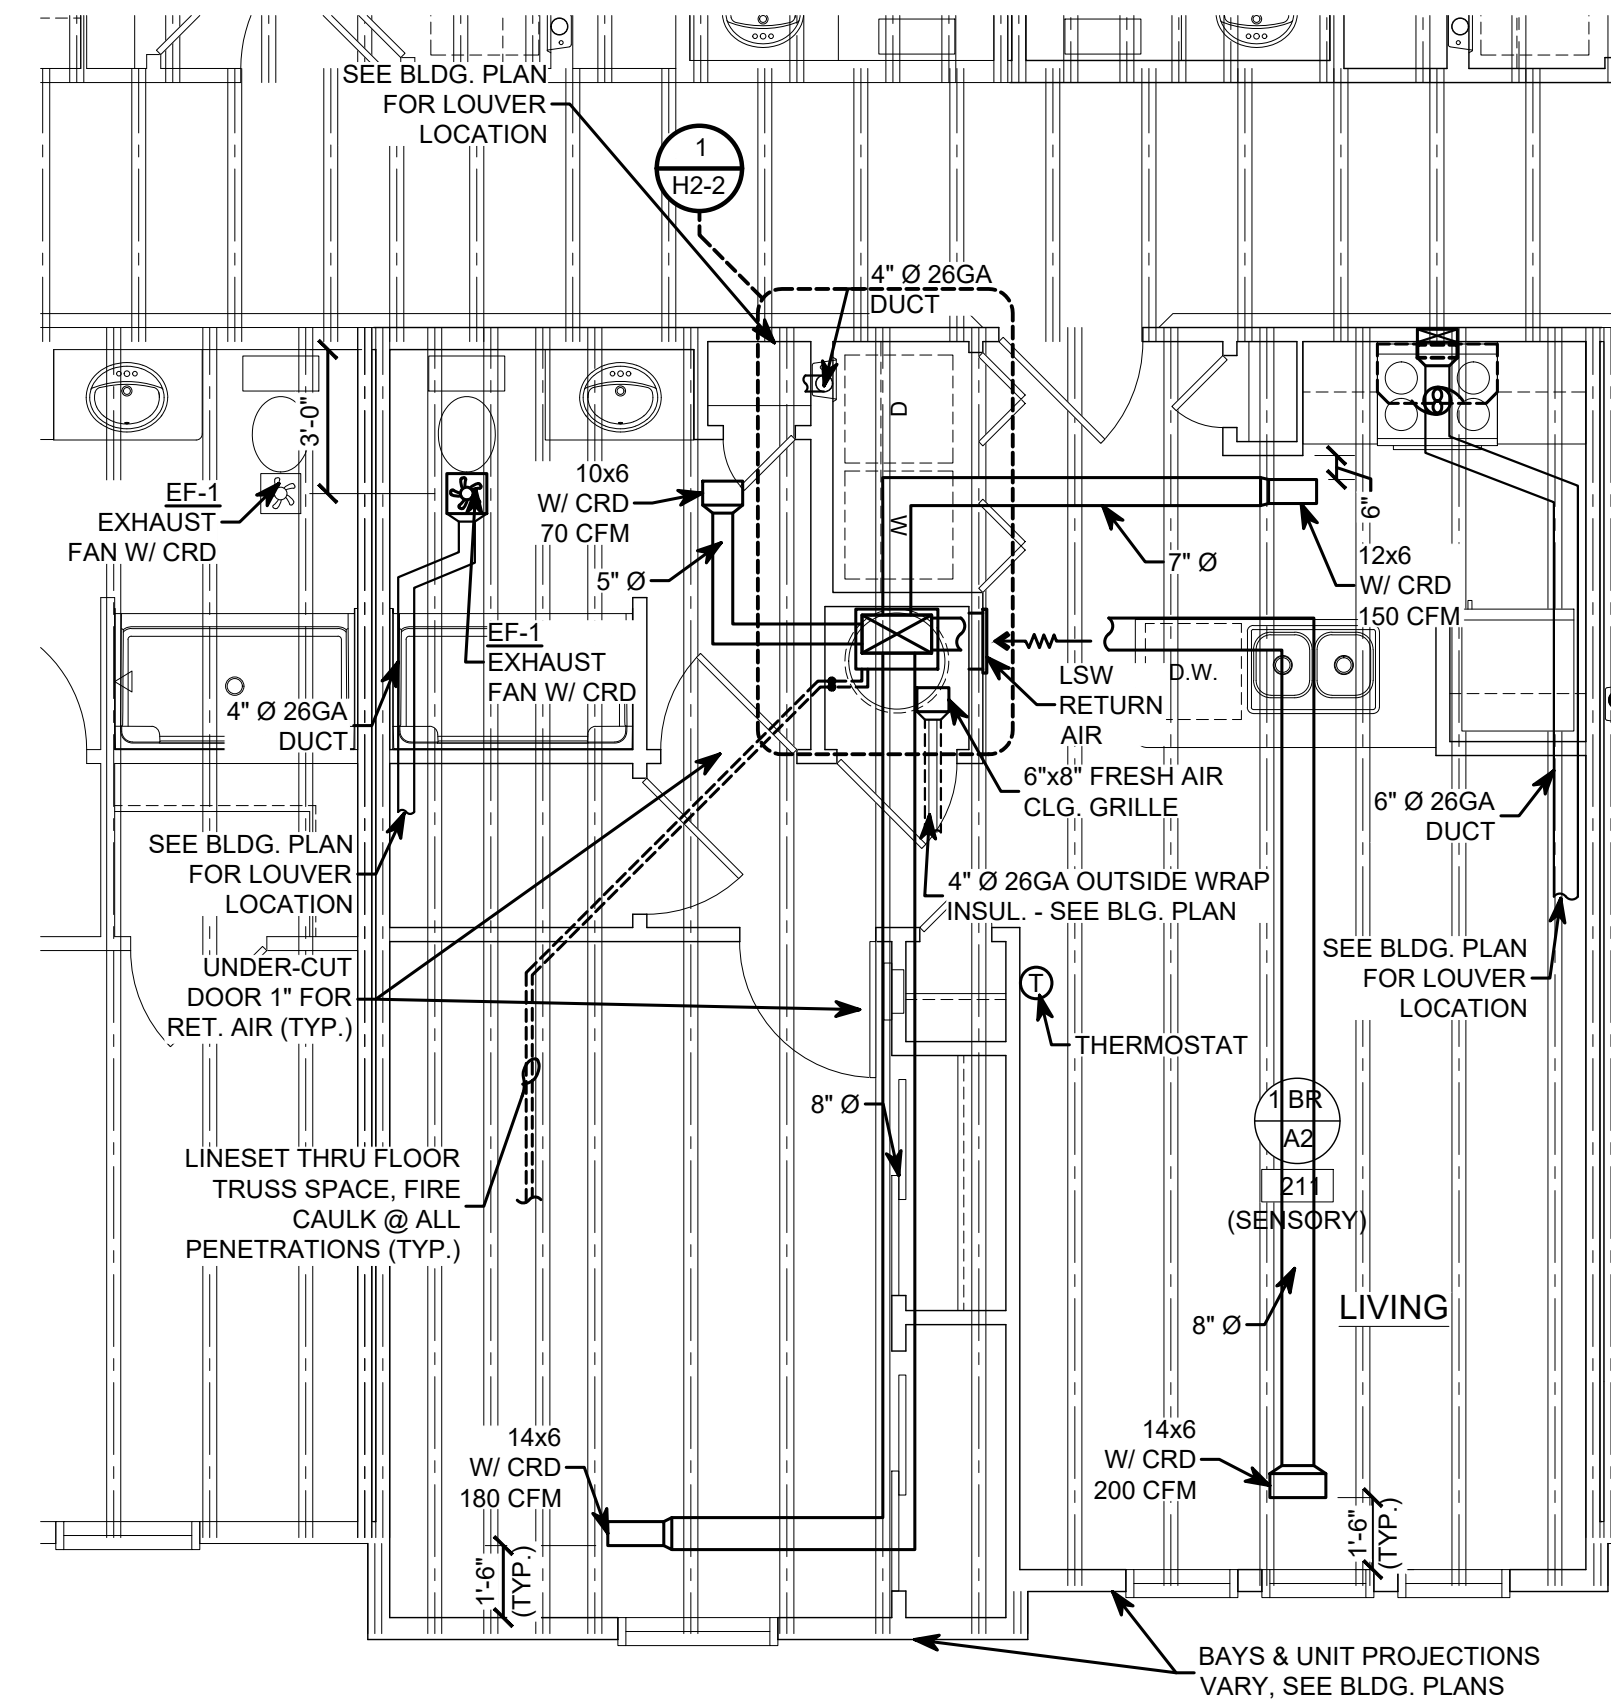 SEE BLDG. PLAN
FOR LOUVER
LOCATION
1
H2-2
4" Ø 26GA
DUCT
3'-0"
EF-1
EXHAUST
FAN W/ CRD
10x6
W/ CRD
70 CFM
5" Ø
D
W
8
6"
7" Ø
12x6
W/ CRD
150 CFM
EF-1
EXHAUST
FAN W/ CRD
4" Ø 26GA
DUCT
LSW
RETURN
AIR
D.W.
6"x8" FRESH AIR
CLG. GRILLE
6" Ø 26GA
DUCT
SEE BLDG. PLAN
FOR LOUVER
LOCATION
4" Ø 26GA OUTSIDE WRAP
INSUL. - SEE BLG. PLAN
UNDER-CUT
DOOR 1" FOR
RET. AIR (TYP.)
SEE BLDG. PLAN
FOR LOUVER
LOCATION
T
THERMOSTAT
8" Ø
1 BR
A2
211
(SENSORY)
LINESET THRU FLOOR
TRUSS SPACE, FIRE
CAULK @ ALL
PENETRATIONS (TYP.)
LIVING
8" Ø
14x6
W/ CRD
180 CFM
14x6
W/ CRD
200 CFM
1'-6"
(TYP.)
1'-6"
(TYP.)
BAYS & UNIT PROJECTIONS
VARY, SEE BLDG. PLANS